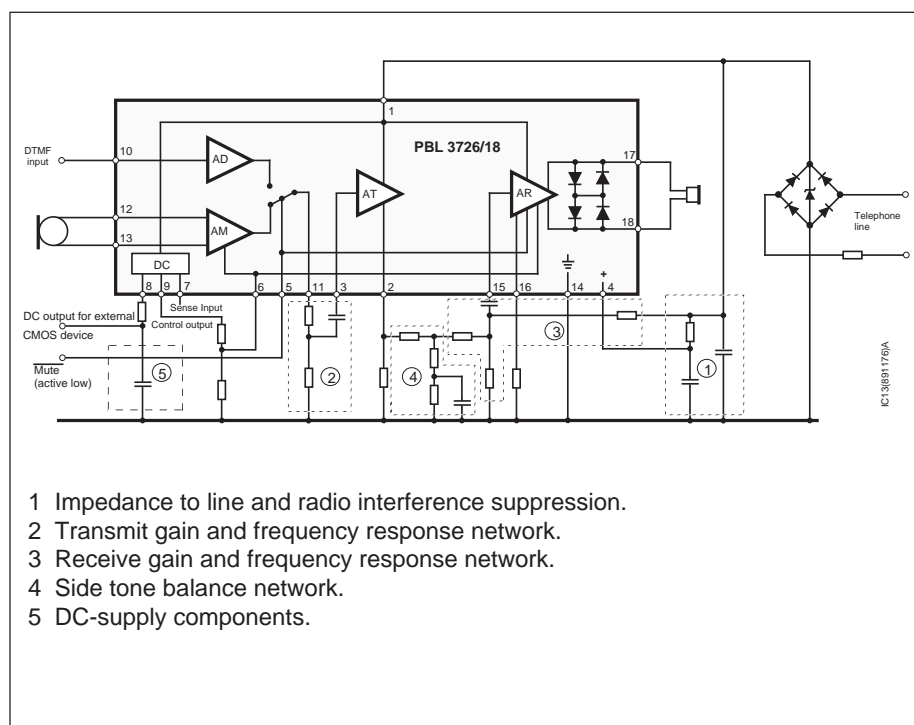 1
PBL 3726/18
10
DTMF
input
AD
17
AT
AR
12
AM
18
Telephone
line
13
DC
8 9 7 6 5 11 3 2 15 16 14 4
+
Sense Input
DC output for external
Control output
CMOS device
Mute
(active low)
5
2
4
3
1
IC13(891176)A
1 Impedance to line and radio interference suppression.
2 Transmit gain and frequency response network.
3 Receive gain and frequency response network.
4 Side tone balance network.
5 DC-supply components.